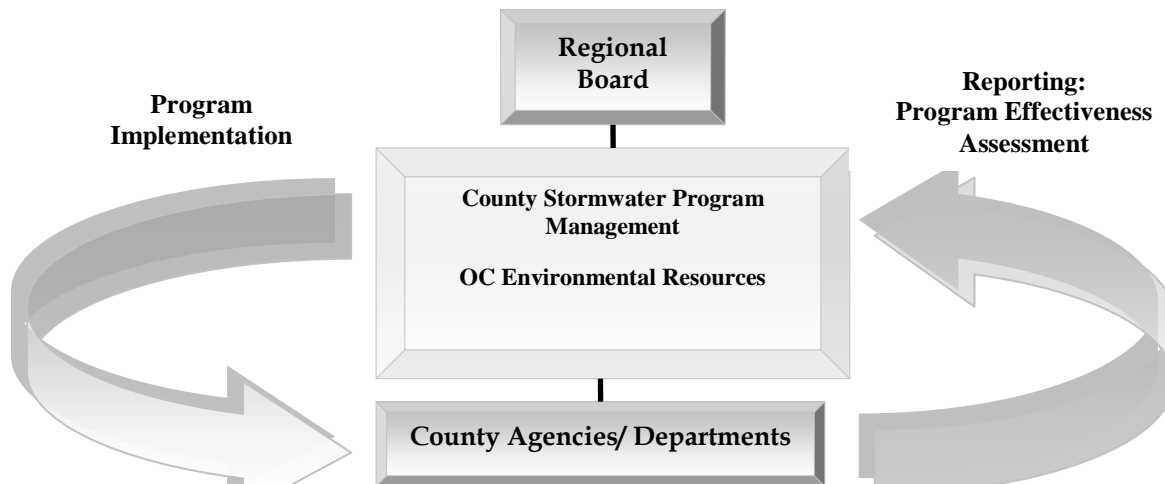 Regional
Board
Program
Implementation
Reporting:
Program Effectiveness
Assessment
County Stormwater Program
Management
OC Environmental Resources
County Agencies/ Departments